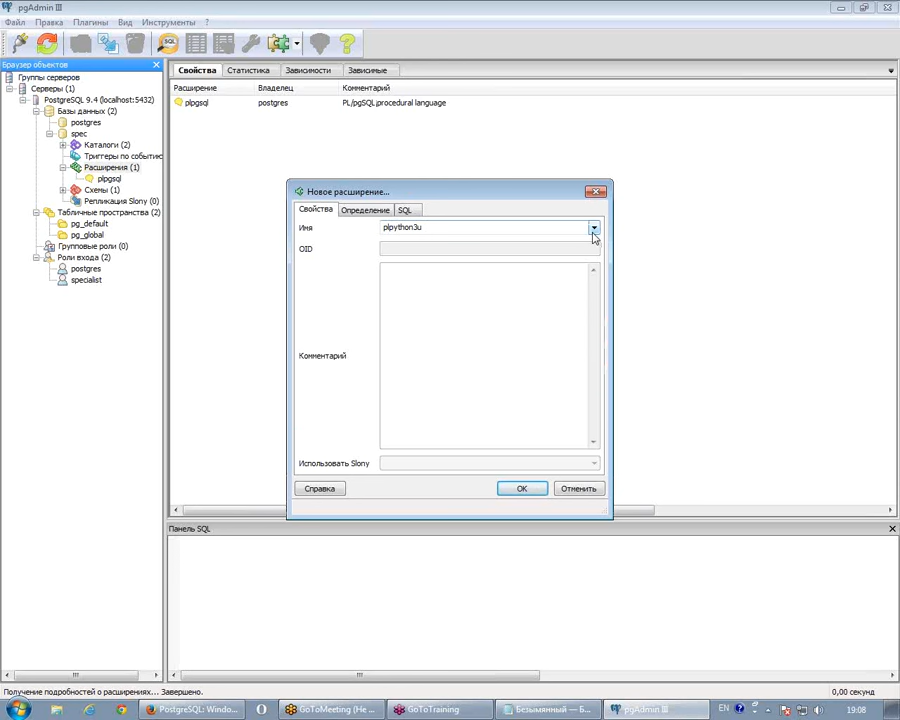 pgAdmin III
Файл Правка Плагины Вид Инструменты ?
SQL
Браузер объектов
Группы серверов
Серверы (1)
PostgreSQL 9.4 (localhost:5432)
Базы данных (2)
postgres
spec
Каталоги (2)
Триггеры по событию
Расширения (1)
plpgsql
Схемы (1)
Репликация Slony (0)
Табличные пространства (2)
pg_default
pg_global
Групповые роли (0)
Роли входа (2)
postgres
specialist
Свойства Статистика Зависимости Зависимые
Расширение Владелец Комментарий
plpgsql postgres PL/pgSQL procedural language
Новое расширение...
Свойства Определение SQL
Имя plpython3u
OID
Комментарий
Использовать Slony
Справка OK Отменить
Панель SQL
Получение подробностей о расширениях... Завершено. 0,00 секунд
PostgreSQL: Windo... GoToMeeting (Не ... GoToTraining Безымянный — Б... pgAdmin III EN 19:08